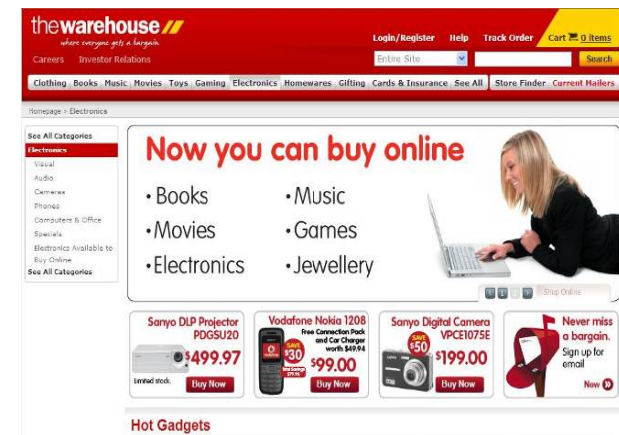 thewarehouse
where everyone gets a bargain
Login/Register Help Track Order Cart 0 items
Careers Investor Relations
Entire Site Search
Clothing Books Music Movies Toys Gaming Electronics Homewares Gifting Cards & Insurance See All Store Finder Current Mailers
Homepage > Electronics
See All Categories
Electronics
Visual
Audio
Cameras
Phones
Computers & Office
Specials
Electronics Available to
Buy Online
See All Categories
Now you can buy online
• Books • Music
• Movies • Games
• Electronics • Jewellery
1 Shop Online
Sanyo DLP Projector
PDGSU20
$499.97
Limited stock.
Buy Now
Vodafone Nokia 1208
Free Connection Pack
and Car Charger
worth $49.94
SAVE
$30
$99.00
Buy Now
Sanyo Digital Camera
VPCE1075E
SAVE
$50
$199.00
Buy Now
Never miss
a bargain.
Sign up for
email
Now
Hot Gadgets